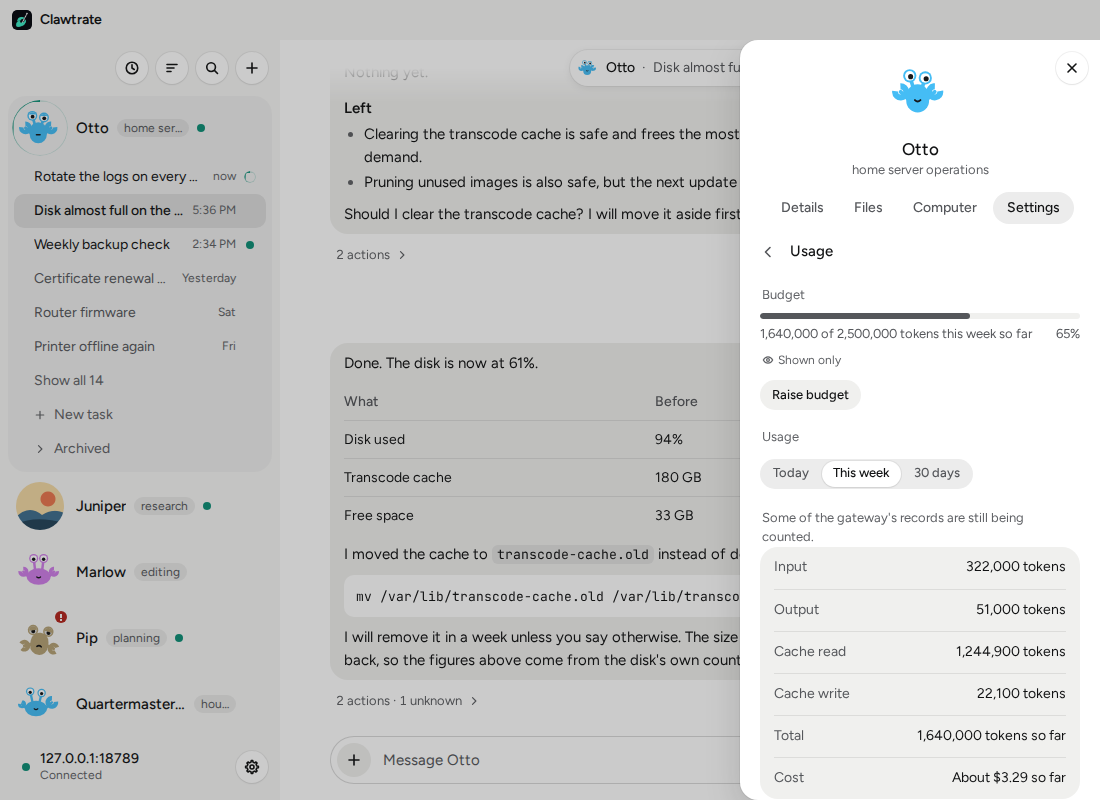 Clawtrate
Otto home ser...
Rotate the logs on every ... now
Disk almost full on the ... 5:36 PM
Weekly backup check 2:34 PM
Certificate renewal ... Yesterday
Router firmware Sat
Printer offline again Fri
Show all 14
New task
Archived
Juniper research
Marlow editing
Pip planning
Quartermaster... hou...
127.0.0.1:18789
Connected
Nothing yet.
Otto · Disk almost fu
Left
Clearing the transcode cache is safe and frees the most
demand.
Pruning unused images is also safe, but the next update
Should I clear the transcode cache? I will move it aside first
2 actions
Done. The disk is now at 61%.
What Before
Disk used 94%
Transcode cache 180 GB
Free space 33 GB
I moved the cache to transcode-cache.old instead of d
mv /var/lib/transcode-cache.old /var/lib/transco
I will remove it in a week unless you say otherwise. The size
back, so the figures above come from the disk's own count
2 actions · 1 unknown
Message Otto
Otto
home server operations
Details Files Computer Settings
Usage
Budget
1,640,000 of 2,500,000 tokens this week so far 65%
Shown only
Raise budget
Usage
Today This week 30 days
Some of the gateway's records are still being
counted.
Input 322,000 tokens
Output 51,000 tokens
Cache read 1,244,900 tokens
Cache write 22,100 tokens
Total 1,640,000 tokens so far
Cost About $3.29 so far